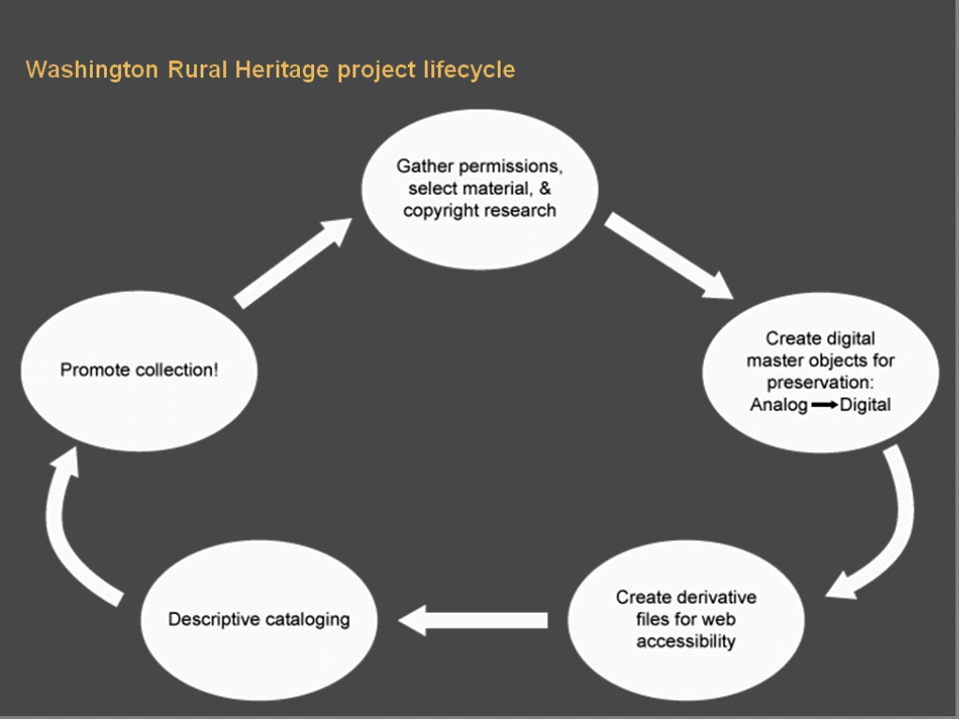 Washington Rural Heritage project lifecycle
Gather permissions,
select material, &
copyright research
Create digital
master objects for
preservation:
Analog → Digital
Create derivative
files for web
accessibility
Descriptive cataloging
Promote collection!